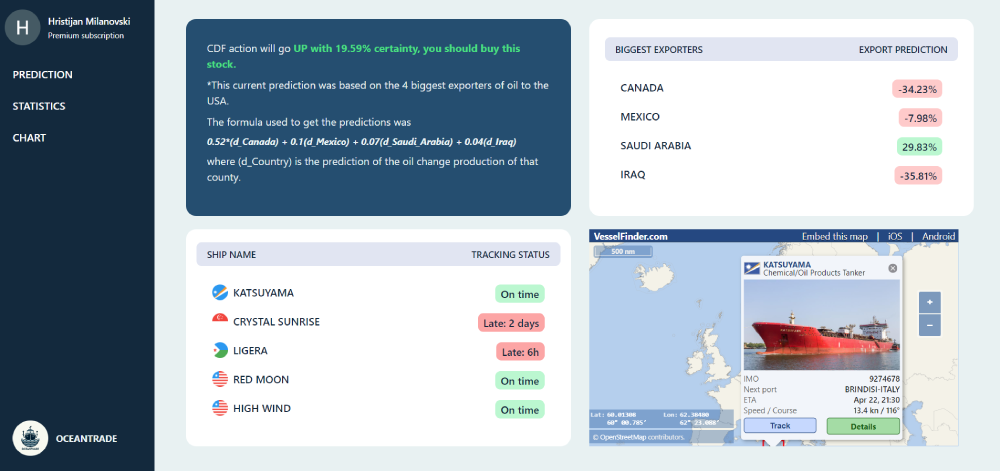 H
Hristijan Milanovski
Premium subscription
PREDICTION
STATISTICS
CHART
OCEANTRADE
CDF action will go UP with 19.59% certainty, you should buy this
stock.
*This current prediction was based on the 4 biggest exporters of oil to the
USA.
The formula used to get the predictions was
0.52*(d_Canada) + 0.1(d_Mexico) + 0.07(d_Saudi_Arabia) + 0.04(d_Iraq)
where (d_Country) is the prediction of the oil change production of that
county.
BIGGEST EXPORTERS EXPORT PREDICTION
CANADA -34.23%
MEXICO -7.98%
SAUDI ARABIA 29.83%
IRAQ -35.81%
SHIP NAME TRACKING STATUS
KATSUYAMA On time
CRYSTAL SUNRISE Late: 2 days
LIGERA Late: 6h
RED MOON On time
HIGH WIND On time
VesselFinder.com Embed this map | iOS | Android
500 nm
KATSUYAMA
Chemical/Oil Products Tanker
IMO 9274678
Next port BRINDISI-ITALY
ETA Apr 22, 21:30
Speed / Course 13.4 kn / 116°
Track Details
+
−
Lat: 60.01308 Lon: 62.38480
60° 00.785' 62° 23.088'
© OpenStreetMap contributors.